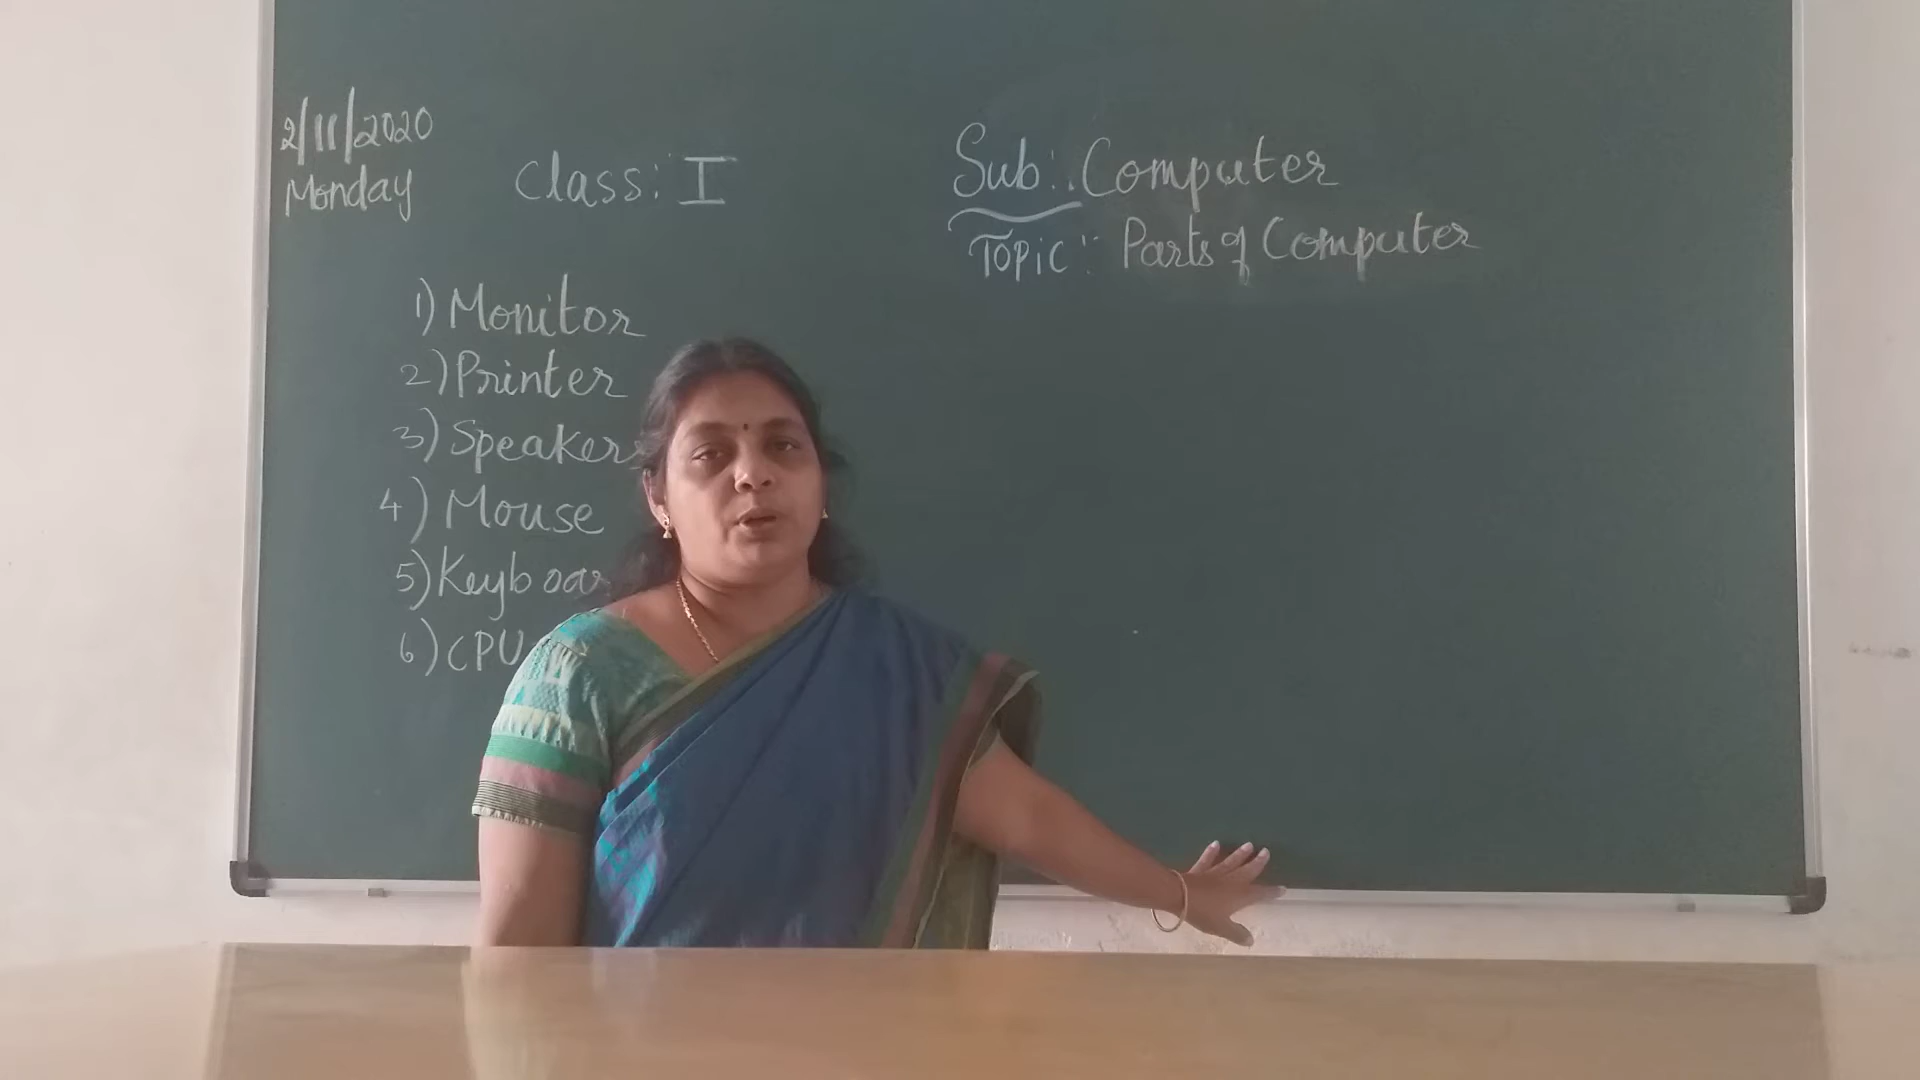 2/11/2020
Monday
Class: I
Sub: Computer
Topic: Parts of Computer
1) Monitor
2) Printer
3) Speakers
4) Mouse
5) Keyboar
6) CPU